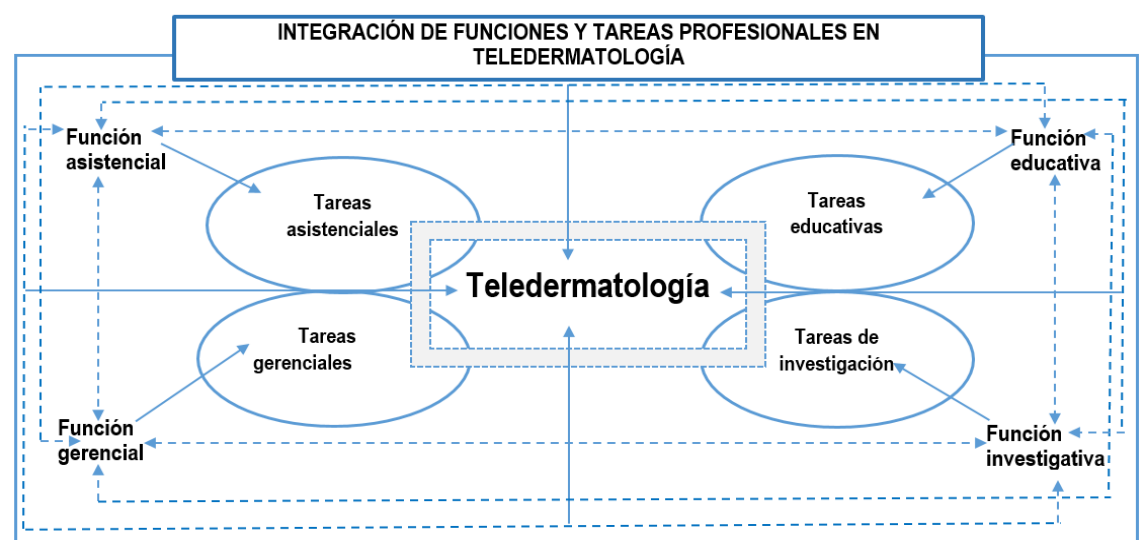 INTEGRACIÓN DE FUNCIONES Y TAREAS PROFESIONALES EN
TELEDERMATOLOGÍA
Función
asistencial
Función
educativa
Tareas
asistenciales
Tareas
educativas
Teledermatología
Tareas
gerenciales
Tareas de
investigación
Función
gerencial
Función
investigativa